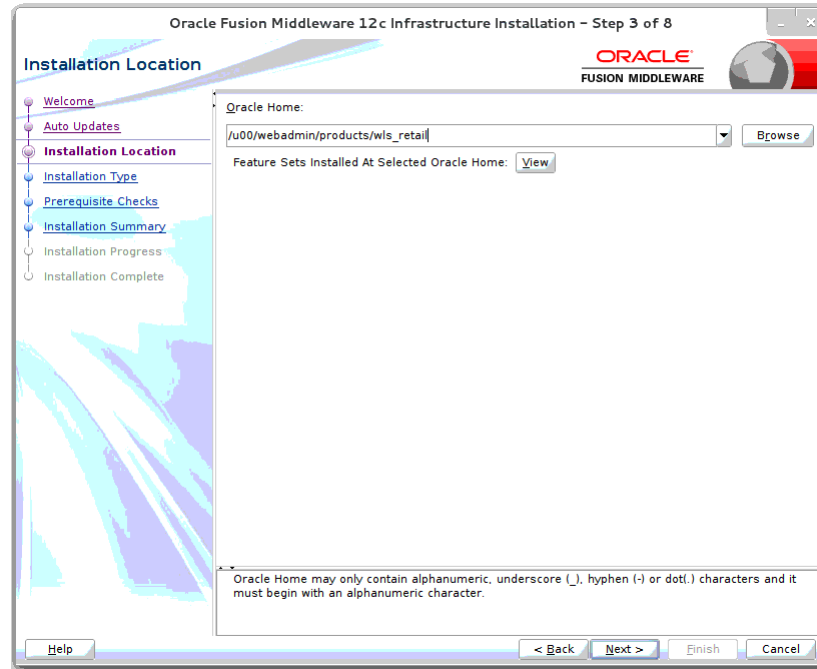 Oracle Fusion Middleware 12c Infrastructure Installation - Step 3 of 8
Installation Location
ORACLE
FUSION MIDDLEWARE
Welcome
Auto Updates
Installation Location
Installation Type
Prerequisite Checks
Installation Summary
Installation Progress
Installation Complete
Oracle Home:
/u00/webadmin/products/wls_retail
Browse
Feature Sets Installed At Selected Oracle Home: View
Oracle Home may only contain alphanumeric, underscore (_), hyphen (-) or dot(.) characters and it
must begin with an alphanumeric character.
Help
< Back
Next >
Finish
Cancel